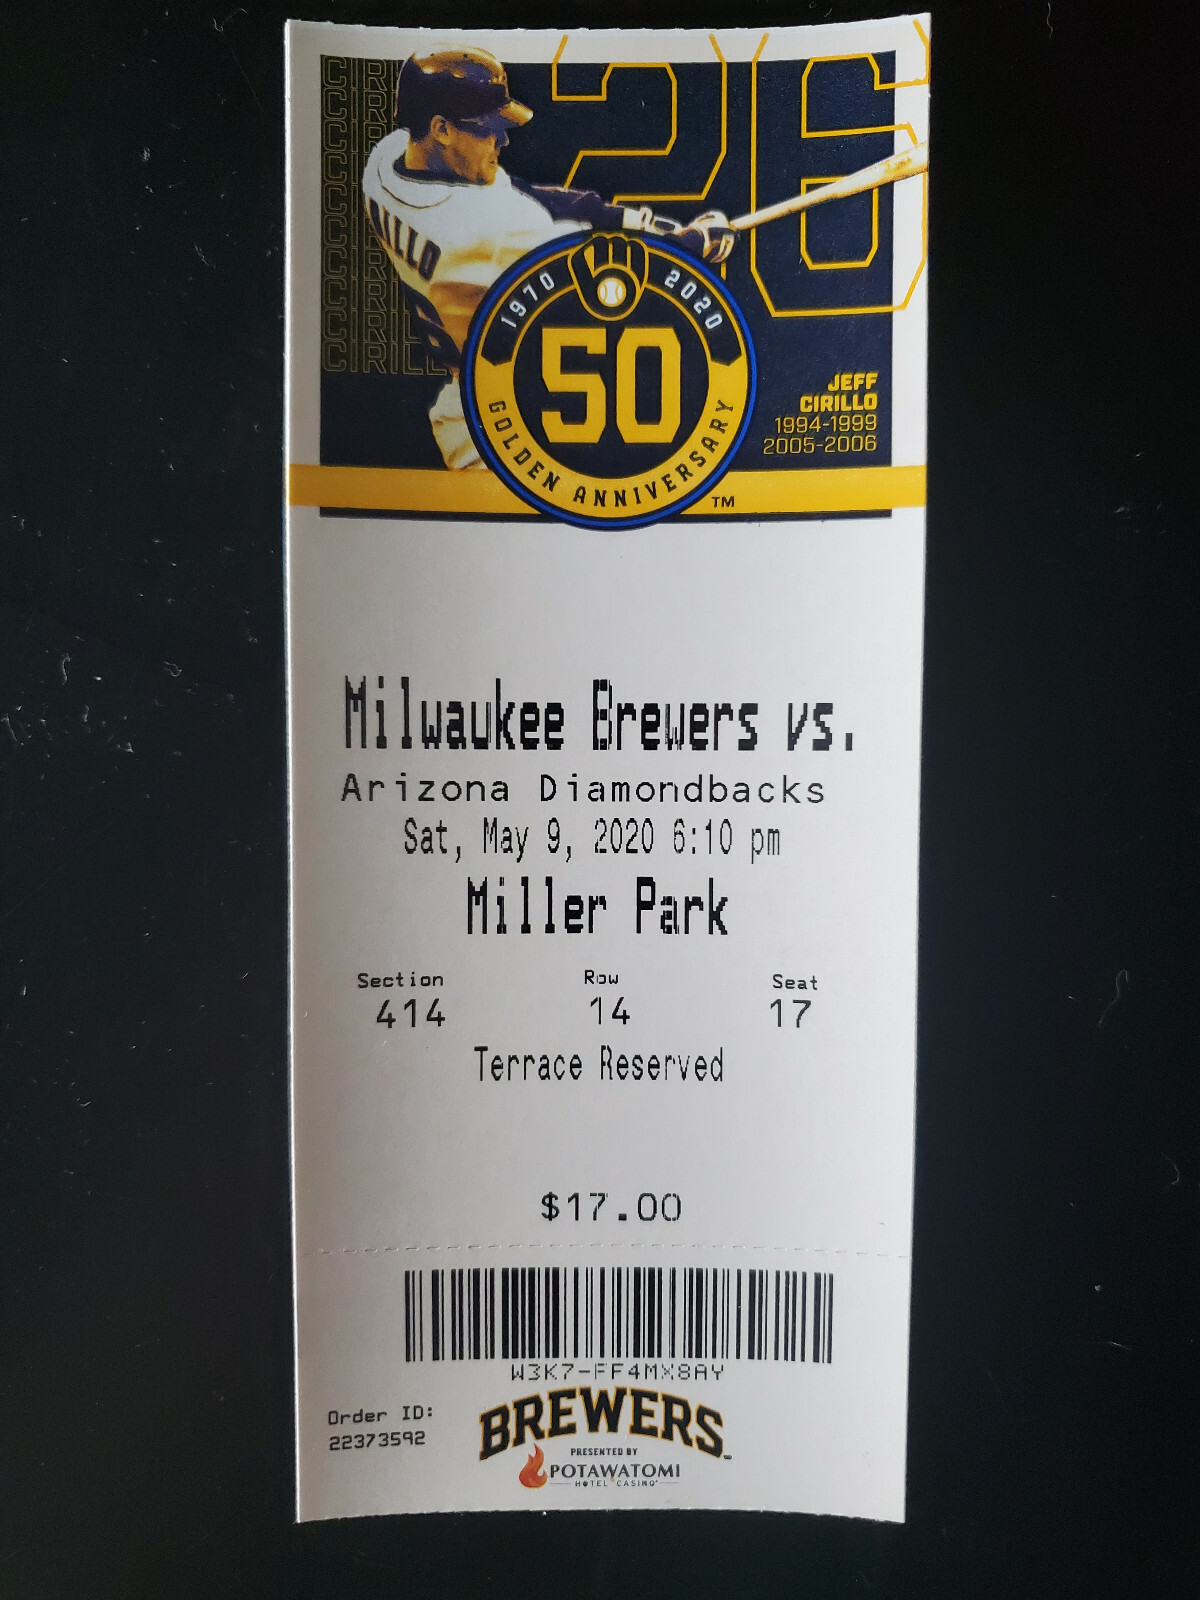 CIRILL
26
ILLO
1970
2020
50
GOLDEN ANNIVERSARY
TM
JEFF
CIRILLO
1994-1999
2005-2006
Milwaukee Brewers vs.
Arizona Diamondbacks
Sat, May 9, 2020 6:10 pm
Miller Park
Section Row Seat
414 14 17
Terrace Reserved
$17.00
W3K7-FF4MX8AY
Order ID:
22373592
BREWERS
PRESENTED BY
POTAWATOMI
HOTEL CASINO